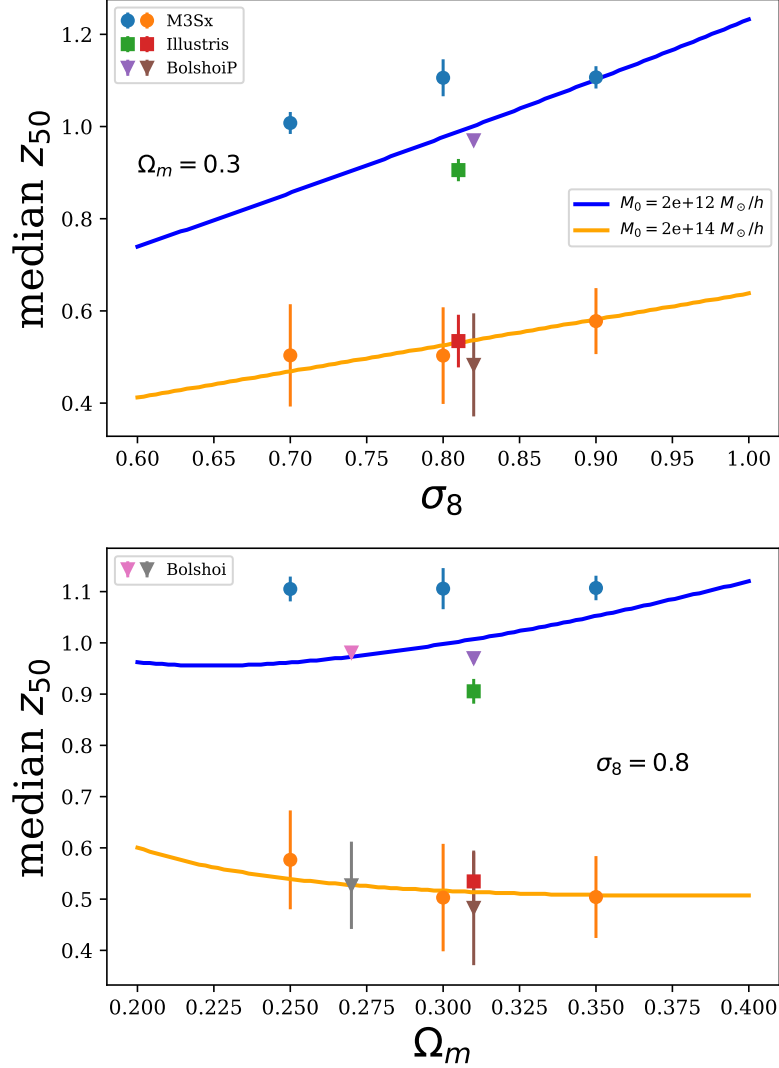 M3Sx
Illustris
BolshoiP
Ωm = 0.3
M0 = 2e+12 M⊙/h
M0 = 2e+14 M⊙/h
median z50
1.2
1.0
0.8
0.6
0.4
0.60 0.65 0.70 0.75 0.80 0.85 0.90 0.95 1.00
σ8
Bolshoi
σ8 = 0.8
median z50
1.1
1.0
0.9
0.8
0.7
0.6
0.5
0.4
0.200 0.225 0.250 0.275 0.300 0.325 0.350 0.375 0.400
Ωm